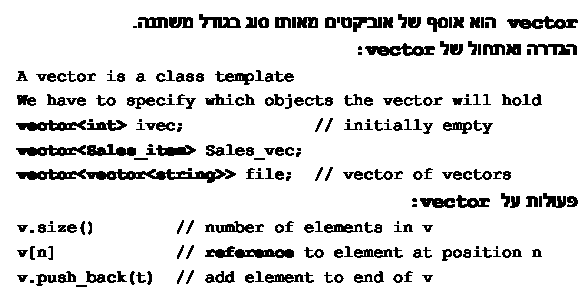 vector הוא אוסף של אוביקטים מאותו סוג בגודל משתנה.
הגדרה ואתחול של vector:
A vector is a class template
We have to specify which objects the vector will hold
vector<int> ivec; // initially empty
vector<Sales_item> Sales_vec;
vector<vector<string>> file; // vector of vectors
פעולות על vector:
v.size() // number of elements in v
v[n] // reference to element at position n
v.push_back(t) // add element to end of v